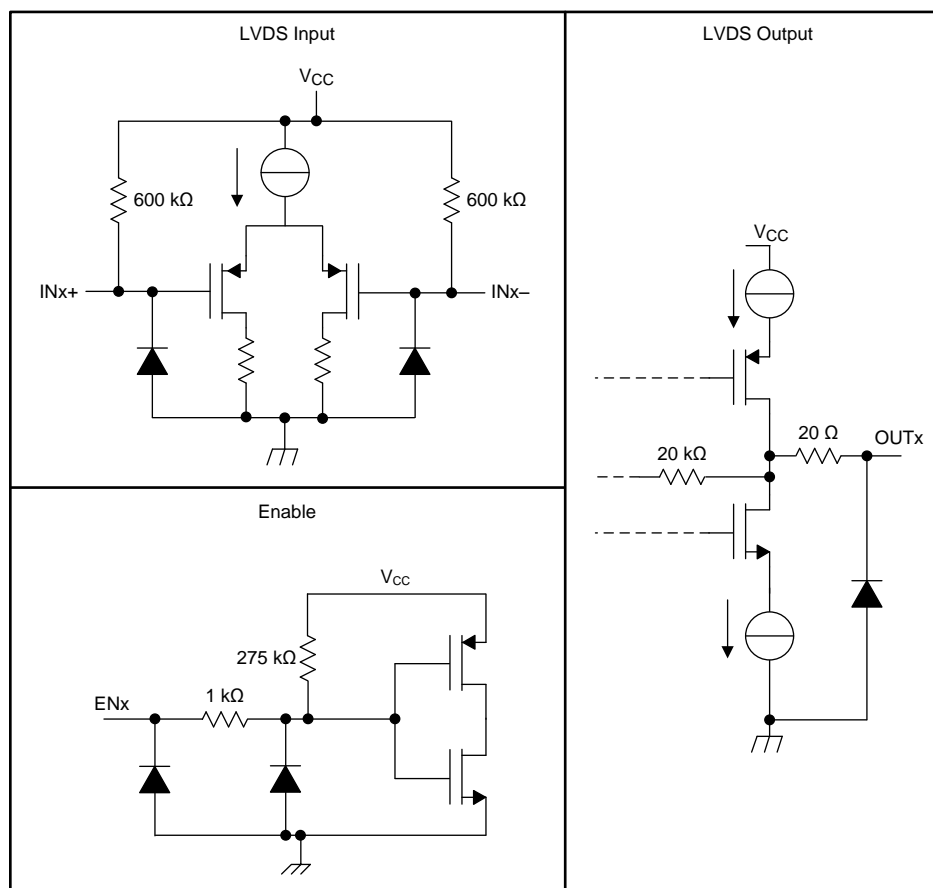 LVDS Input
VCC
600 kΩ
600 kΩ
INx+
INx–
Enable
VCC
275 kΩ
1 kΩ
ENx
LVDS Output
VCC
20 Ω
OUTx
20 kΩ